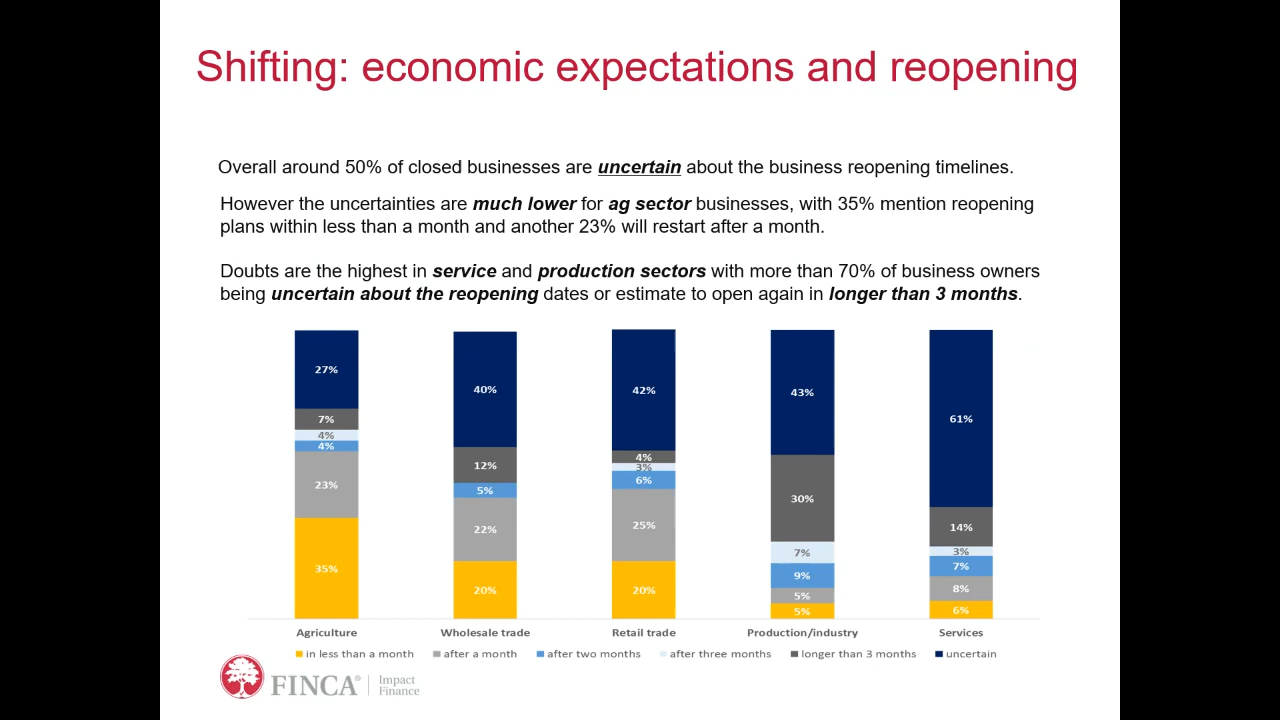 Shifting: economic expectations and reopening
Overall around 50% of closed businesses are uncertain about the business reopening timelines.
However the uncertainties are much lower for ag sector businesses, with 35% mention reopening
plans within less than a month and another 23% will restart after a month.
Doubts are the highest in service and production sectors with more than 70% of business owners
being uncertain about the reopening dates or estimate to open again in longer than 3 months.
27%
7%
4%
4%
23%
35%
40%
12%
5%
22%
20%
42%
4%
3%
6%
25%
20%
43%
30%
7%
9%
5%
5%
61%
14%
3%
7%
8%
6%
Agriculture
Wholesale trade
Retail trade
Production/industry
Services
in less than a month
after a month
after two months
after three months
longer than 3 months
uncertain
FINCA®
Impact
Finance